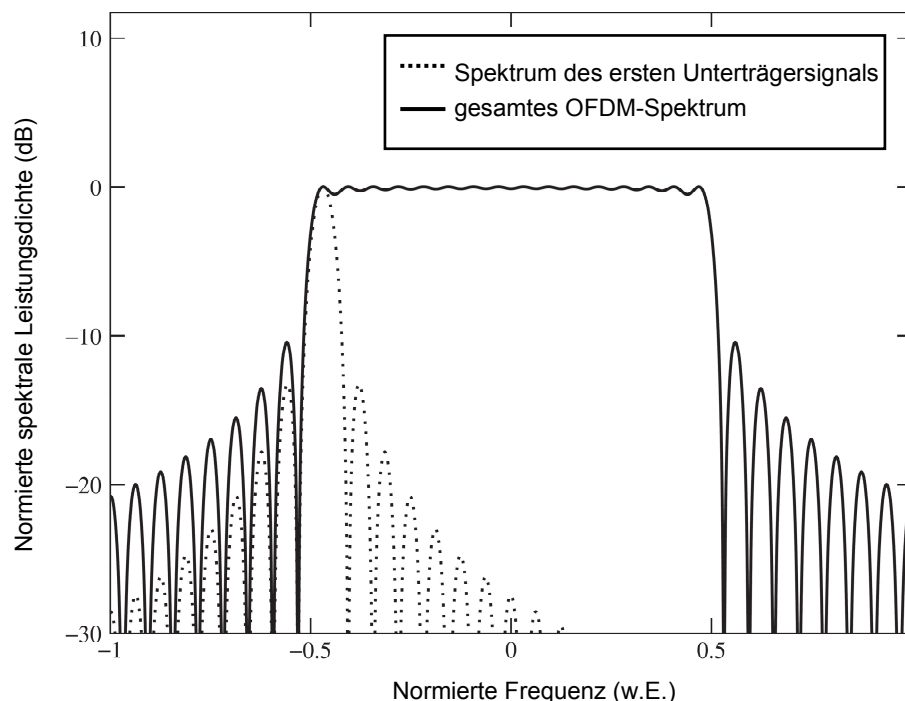 10
Spektrum des ersten Unterträgersignals
gesamtes OFDM-Spektrum
0
−10
−20
−30
Normierte spektrale Leistungsdichte (dB)
-1
−0.5
0
0.5
Normierte Frequenz (w.E.)